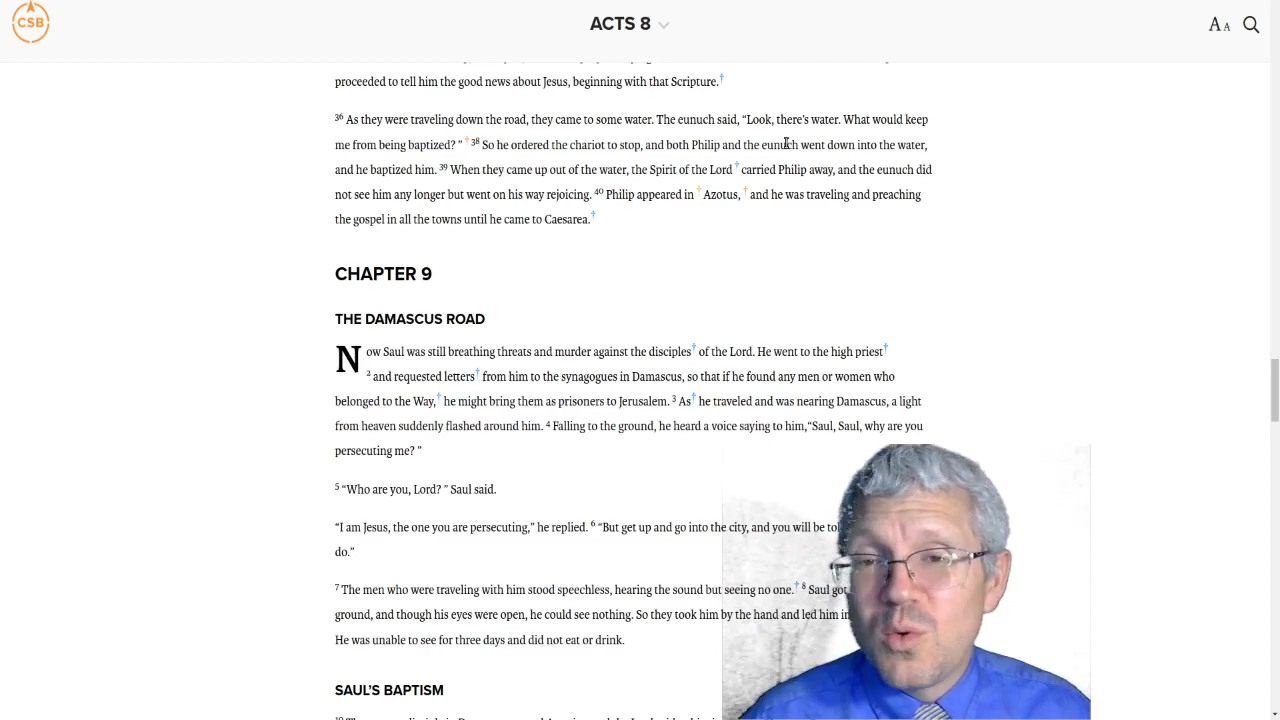 CSB
ACTS 8
A A
proceeded to tell him the good news about Jesus, beginning with that Scripture.†
36 As they were traveling down the road, they came to some water. The eunuch said, “Look, there’s water. What would keep
me from being baptized? ” † 38 So he ordered the chariot to stop, and both Philip and the eunuch went down into the water,
and he baptized him. 39 When they came up out of the water, the Spirit of the Lord † carried Philip away, and the eunuch did
not see him any longer but went on his way rejoicing. 40 Philip appeared in † Azotus, † and he was traveling and preaching
the gospel in all the towns until he came to Caesarea.†
CHAPTER 9
THE DAMASCUS ROAD
Now Saul was still breathing threats and murder against the disciples† of the Lord. He went to the high priest†
2 and requested letters† from him to the synagogues in Damascus, so that if he found any men or women who
belonged to the Way,† he might bring them as prisoners to Jerusalem. 3 As† he traveled and was nearing Damascus, a light
from heaven suddenly flashed around him. 4 Falling to the ground, he heard a voice saying to him,“Saul, Saul, why are you
persecuting me? ”
5 “Who are you, Lord? ” Saul said.
“I am Jesus, the one you are persecuting,” he replied. 6 “But get up and go into the city, and you will be
do.”
7 The men who were traveling with him stood speechless, hearing the sound but seeing no one.† 8 Saul got
ground, and though his eyes were open, he could see nothing. So they took him by the hand and led him
He was unable to see for three days and did not eat or drink.
SAUL’S BAPTISM